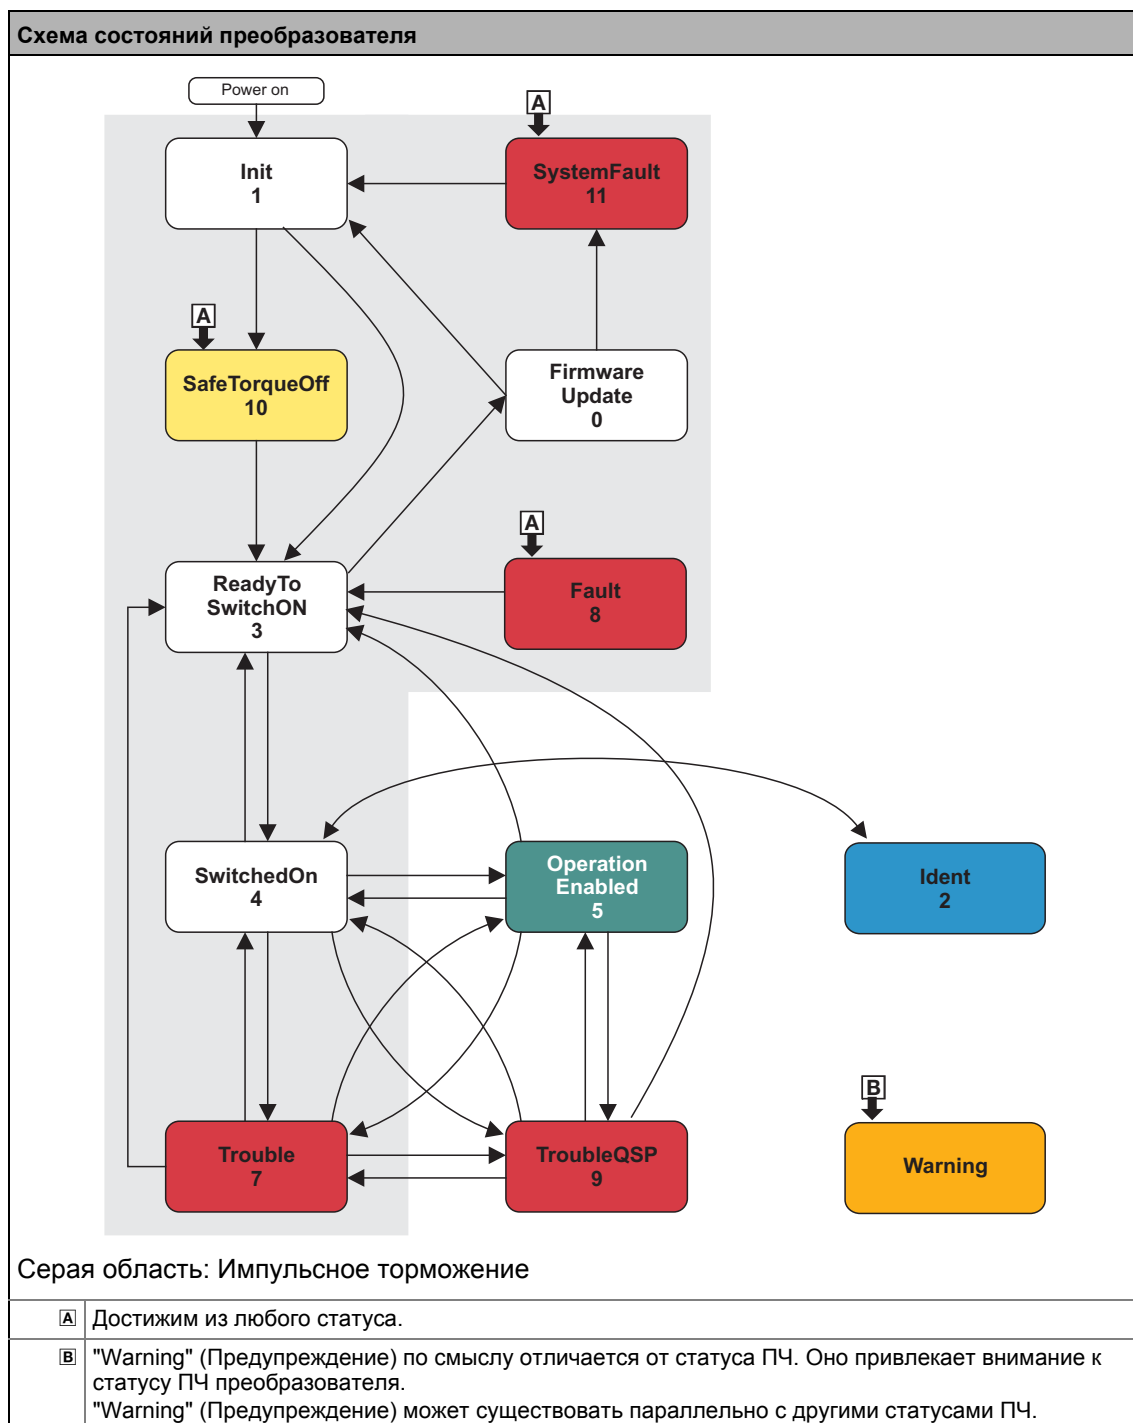 Схема состояний преобразователя
Power on
A
Init
1
SystemFault
11
A
SafeTorqueOff
10
Firmware
Update
0
A
ReadyTo
SwitchON
3
Fault
8
SwitchedOn
4
Operation
Enabled
5
Ident
2
B
Trouble
7
TroubleQSP
9
Warning
Серая область: Импульсное торможение
A Достижим из любого статуса.
B "Warning" (Предупреждение) по смыслу отличается от статуса ПЧ. Оно привлекает внимание к
статусу ПЧ преобразователя.
"Warning" (Предупреждение) может существовать параллельно с другими статусами ПЧ.